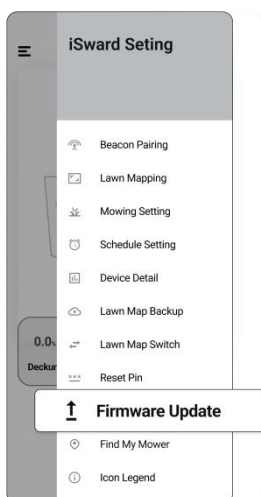 iSward Seting
Beacon Pairing
Lawn Mapping
Mowing Setting
Schedule Setting
Device Detail
Lawn Map Backup
Lawn Map Switch
Reset Pin
Firmware Update
Find My Mower
Icon Legend
0.0